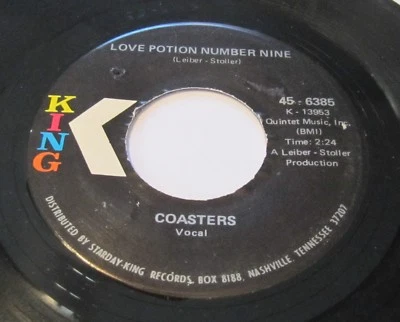 LOVE POTION NUMBER NINE
(Leiber - Stoller)
KING
45 - 6385
K - 13953
Quintet Music, Inc.
(BMI)
Time: 2:24
A Leiber - Stoller
Production
COASTERS
Vocal
DISTRIBUTED BY STARDAY-KING RECORDS, BOX 8188, NASHVILLE, TENNESSEE 37207